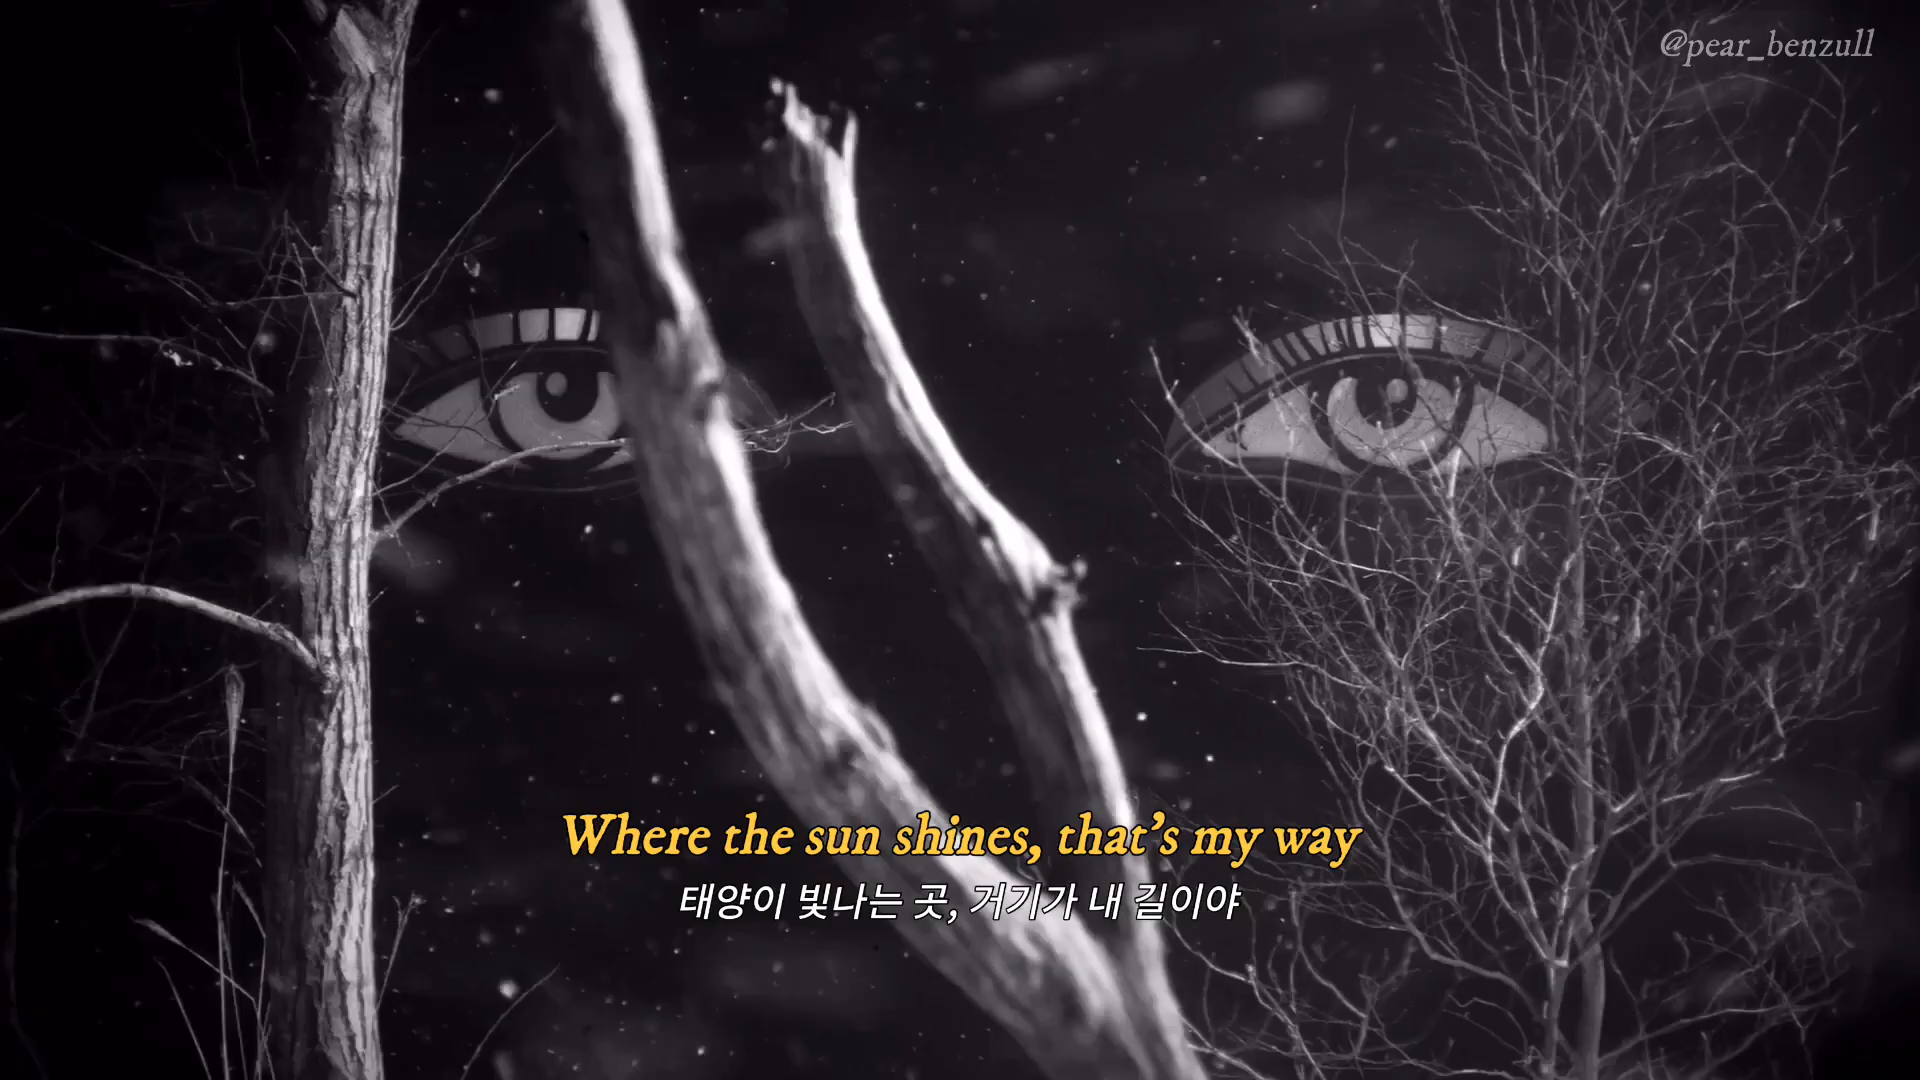 @pear_benzull
Where the sun shines, that's my way
태양이 빛나는 곳, 거기가 내 길이야